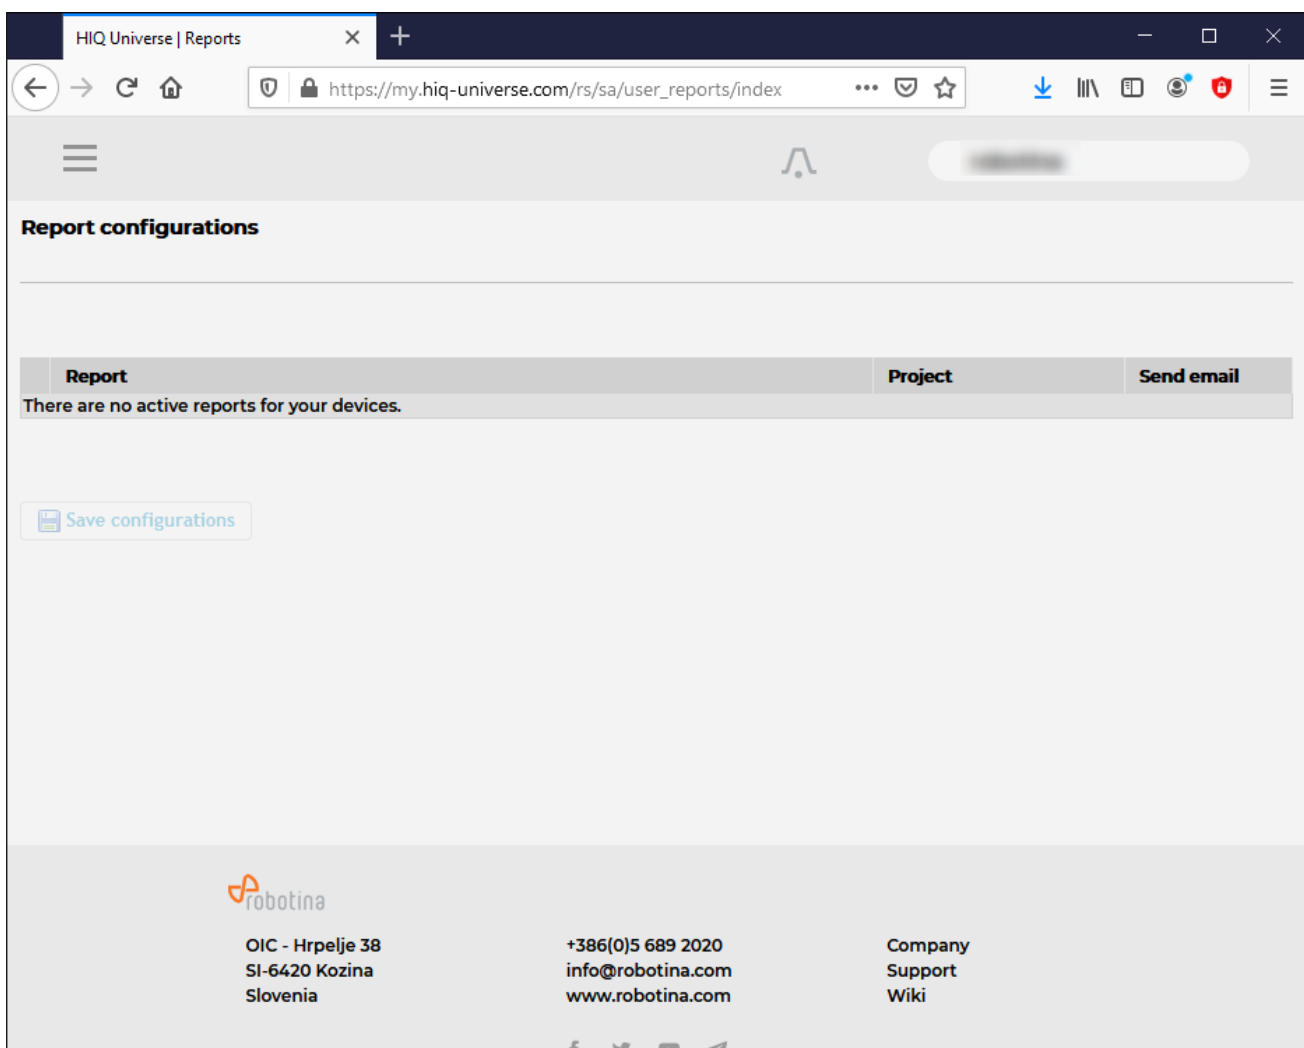 HIQ Universe | Reports
https://my.hiq-universe.com/rs/sa/user_reports/index
Report configurations
Report Project Send email
There are no active reports for your devices.
Save configurations
robotina
OIC - Hrpelje 38 +386(0)5 689 2020 Company
SI-6420 Kozina info@robotina.com Support
Slovenia www.robotina.com Wiki